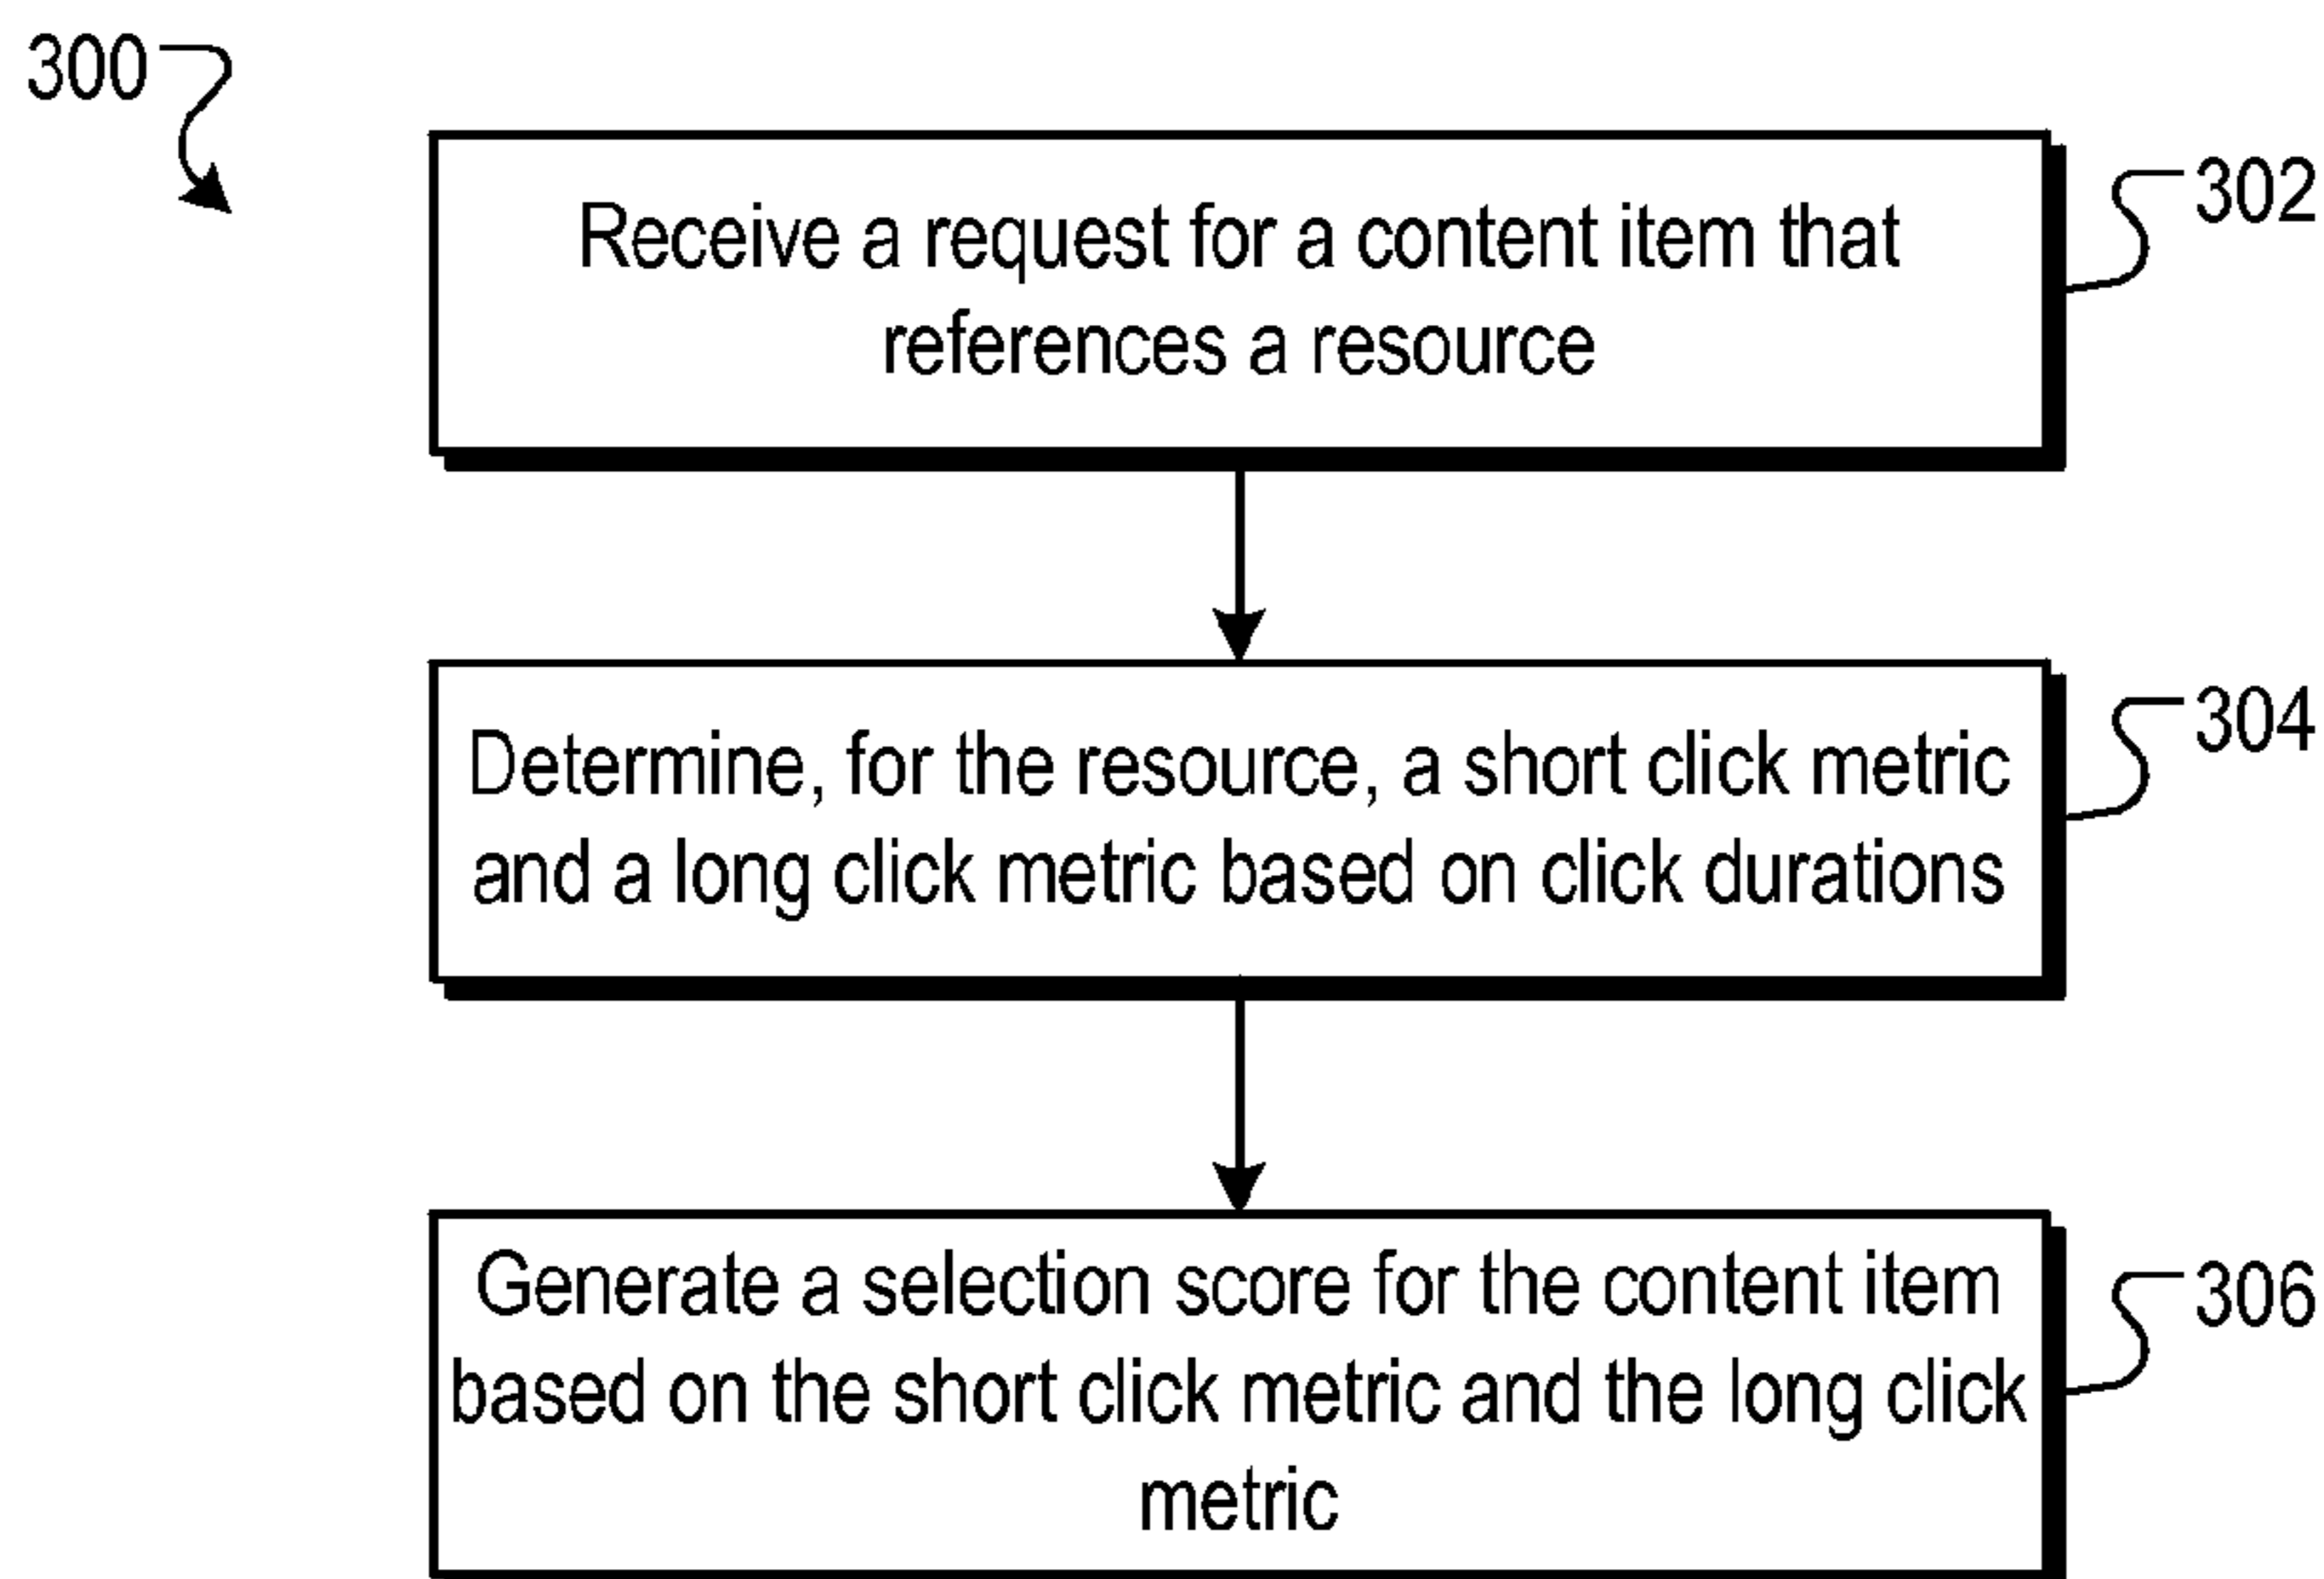 300
Receive a request for a content item that
references a resource
302
Determine, for the resource, a short click metric
and a long click metric based on click durations
304
Generate a selection score for the content item
based on the short click metric and the long click
metric
306